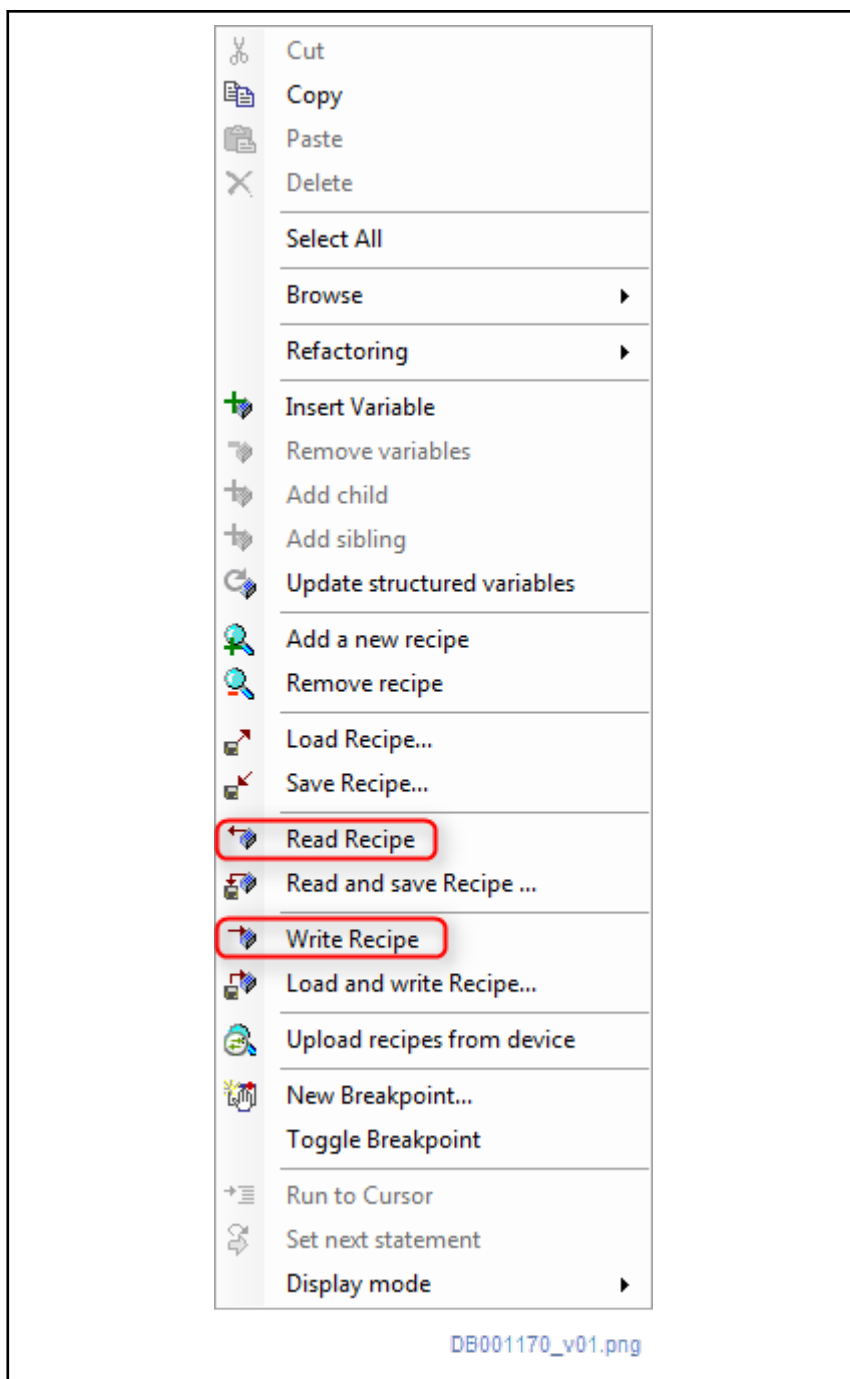 Cut
Copy
Paste
Delete
Select All
Browse
Refactoring
Insert Variable
Remove variables
Add child
Add sibling
Update structured variables
Add a new recipe
Remove recipe
Load Recipe...
Save Recipe...
Read Recipe
Read and save Recipe ...
Write Recipe
Load and write Recipe...
Upload recipes from device
New Breakpoint...
Toggle Breakpoint
Run to Cursor
Set next statement
Display mode
DB001170_v01.png